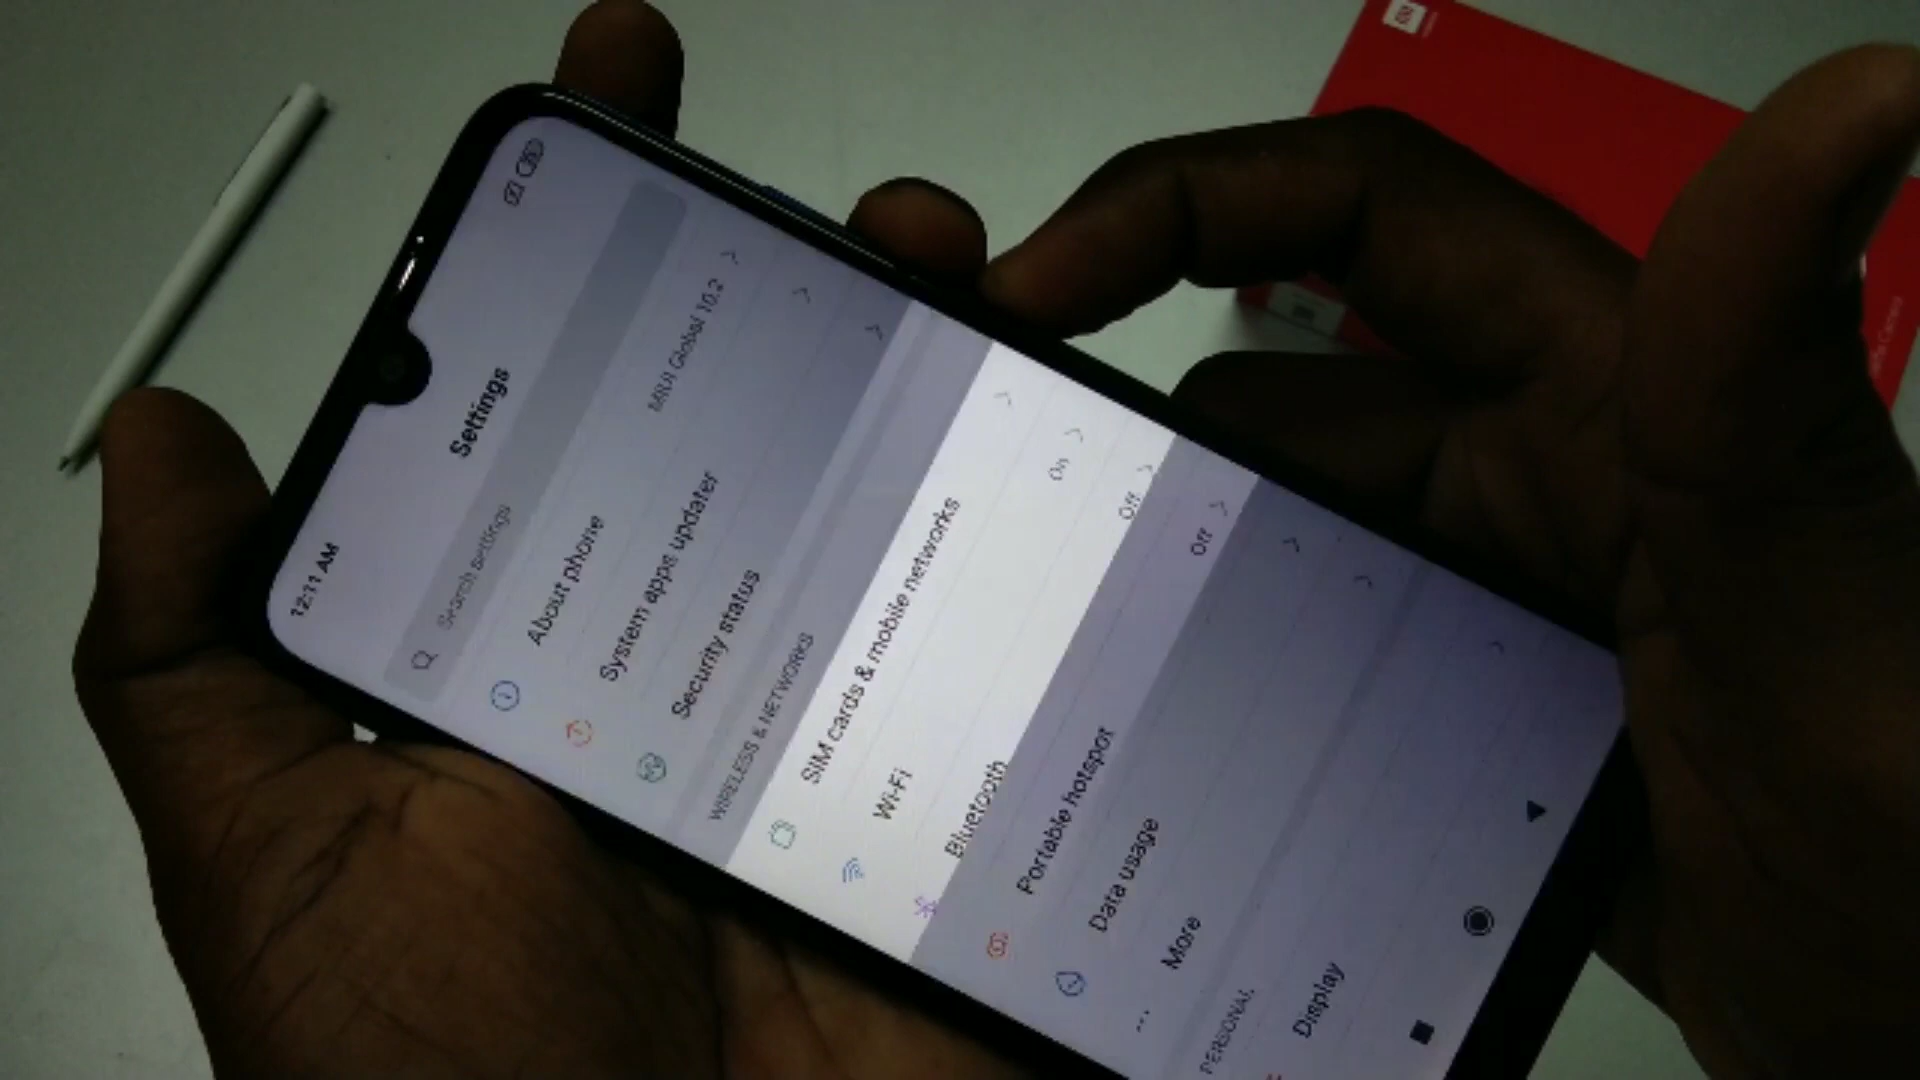 12:11 AM
Settings
Search settings
About phone
MIUI Global 10.2
System apps updater
Security status
WIRELESS & NETWORKS
SIM cards & mobile networks
Wi-Fi
On
Bluetooth
Off
Portable hotspot
Off
Data usage
More
PERSONAL
Display